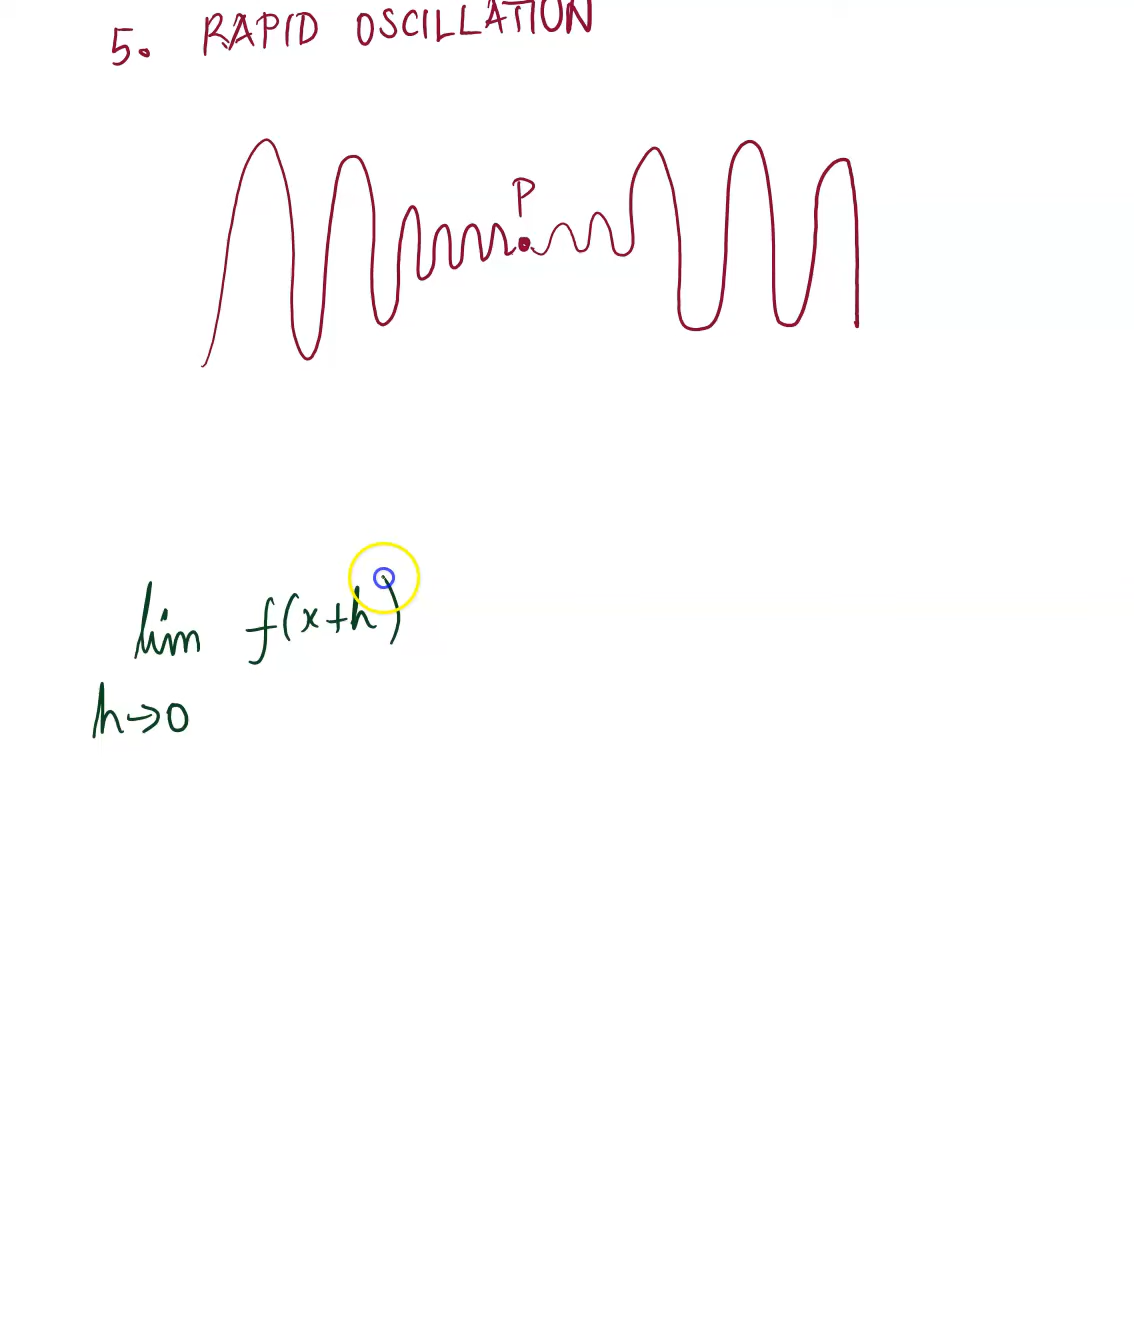 5. RAPID OSCILLATION
P
lim f(x+h)
h→0